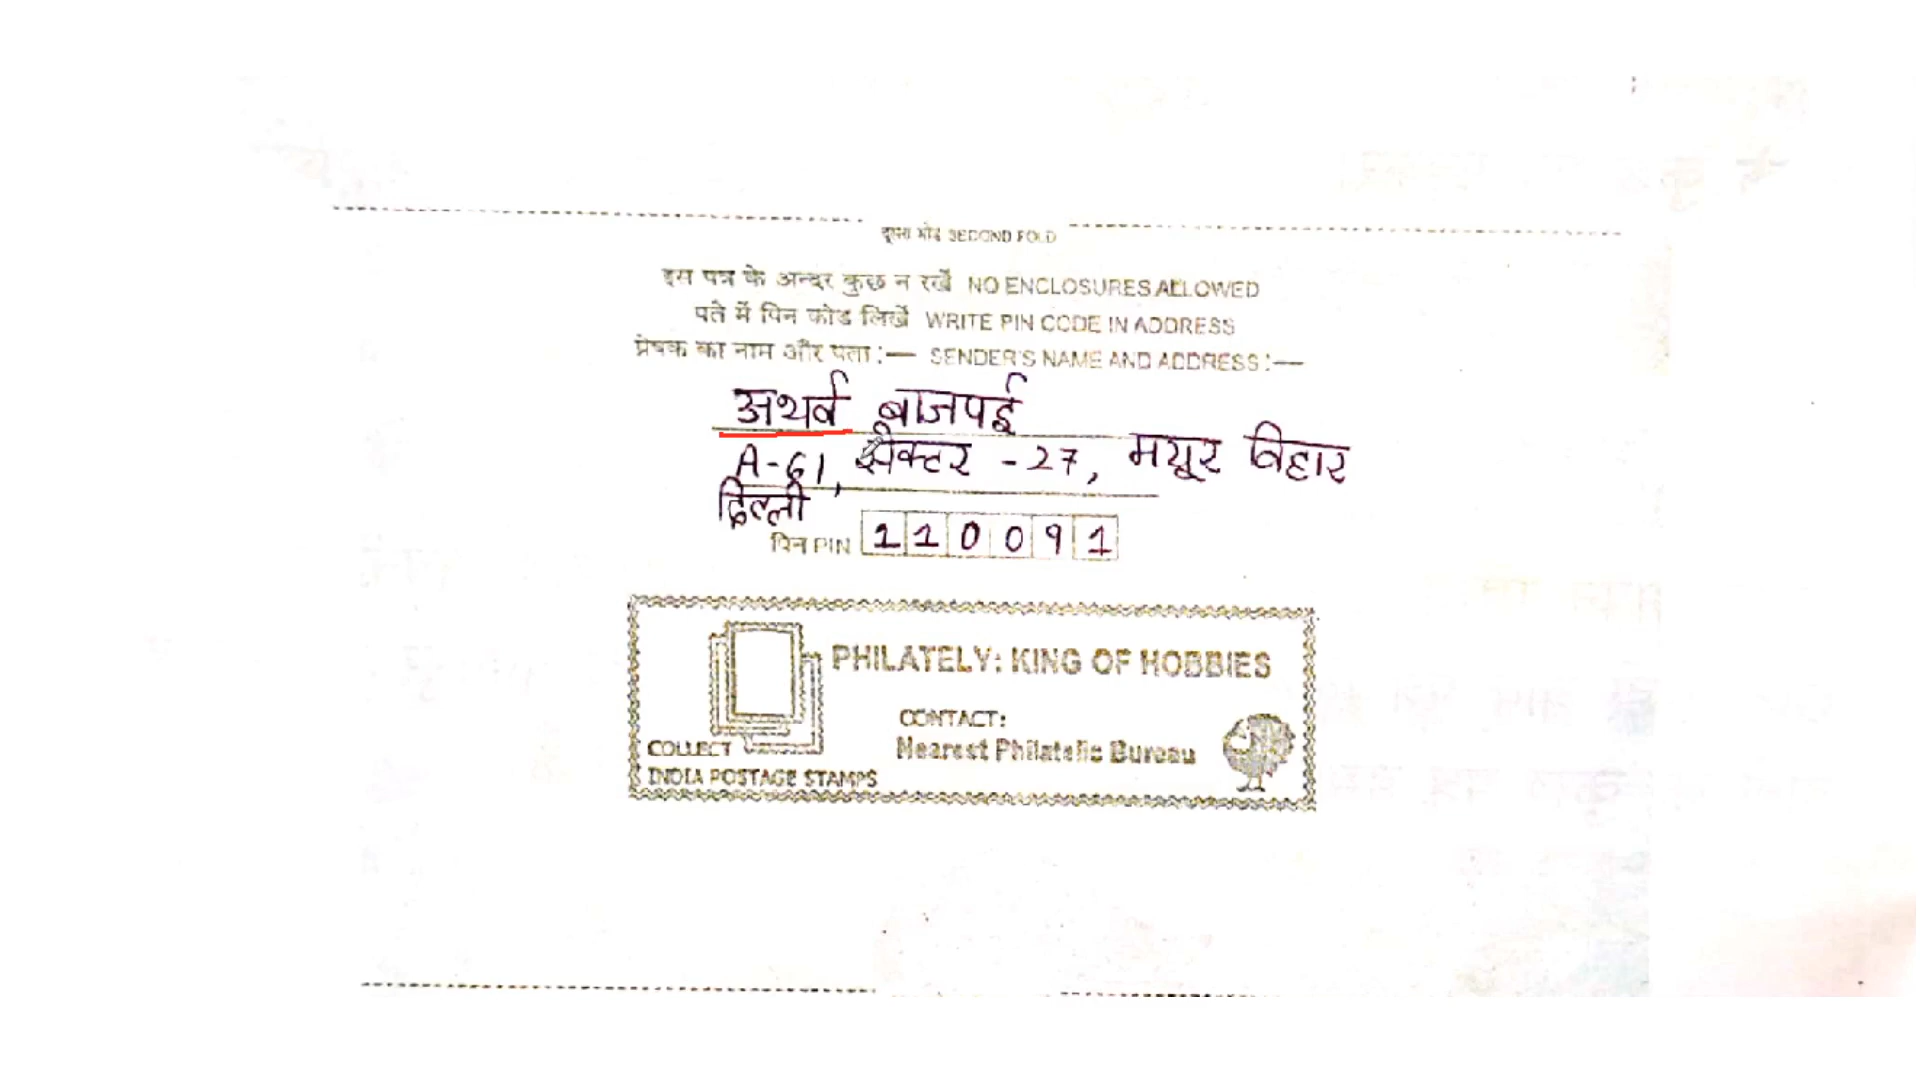 दूसरा मोड़ SECOND FOLD
इस पत्र के अन्दर कुछ न रखें NO ENCLOSURES ALLOWED
पते में पिन कोड लिखें WRITE PIN CODE IN ADDRESS
प्रेषक का नाम और पता :— SENDER'S NAME AND ADDRESS :—
अथर्व बाजपई
A-61, सैक्टर -27, मयूर विहार
दिल्ली
पिन PIN 110091
PHILATELY: KING OF HOBBIES
CONTACT:
Nearest Philatelic Bureau
COLLECT
INDIA POSTAGE STAMPS